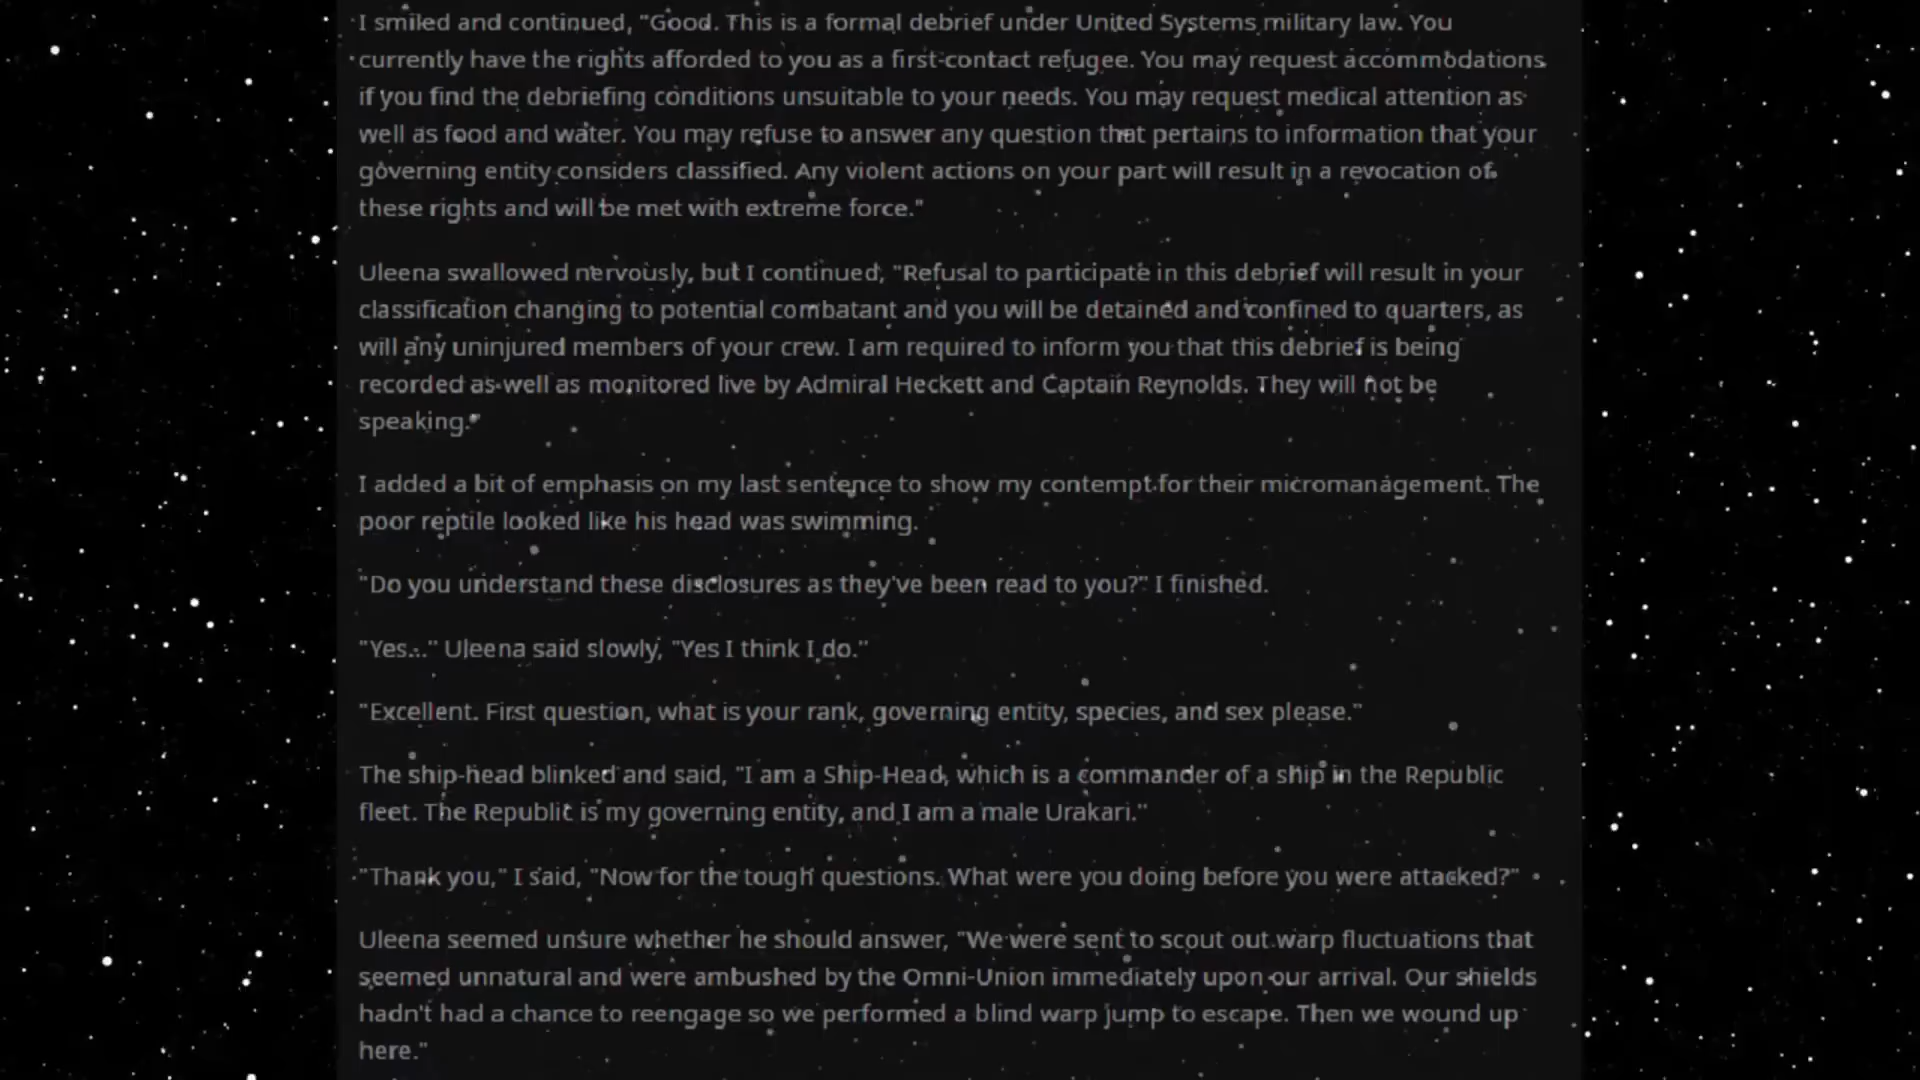 I smiled and continued, "Good. This is a formal debrief under United Systems military law. You
currently have the rights afforded to you as a first-contact refugee. You may request accommodations
if you find the debriefing conditions unsuitable to your needs. You may request medical attention as
well as food and water. You may refuse to answer any question that pertains to information that your
governing entity considers classified. Any violent actions on your part will result in a revocation of
these rights and will be met with extreme force."
Uleena swallowed nervously, but I continued, "Refusal to participate in this debrief will result in your
classification changing to potential combatant and you will be detained and confined to quarters, as
will any uninjured members of your crew. I am required to inform you that this debrief is being
recorded as well as monitored live by Admiral Heckett and Captain Reynolds. They will not be
speaking."
I added a bit of emphasis on my last sentence to show my contempt for their micromanagement. The
poor reptile looked like his head was swimming.
"Do you understand these disclosures as they've been read to you?" I finished.
"Yes..." Uleena said slowly, "Yes I think I do."
"Excellent. First question, what is your rank, governing entity, species, and sex please."
The ship-head blinked and said, "I am a Ship-Head, which is a commander of a ship in the Republic
fleet. The Republic is my governing entity, and I am a male Urakari."
"Thank you," I said, "Now for the tough questions. What were you doing before you were attacked?"
Uleena seemed unsure whether he should answer, "We were sent to scout out warp fluctuations that
seemed unnatural and were ambushed by the Omni-Union immediately upon our arrival. Our shields
hadn't had a chance to reengage so we performed a blind warp jump to escape. Then we wound up
here."